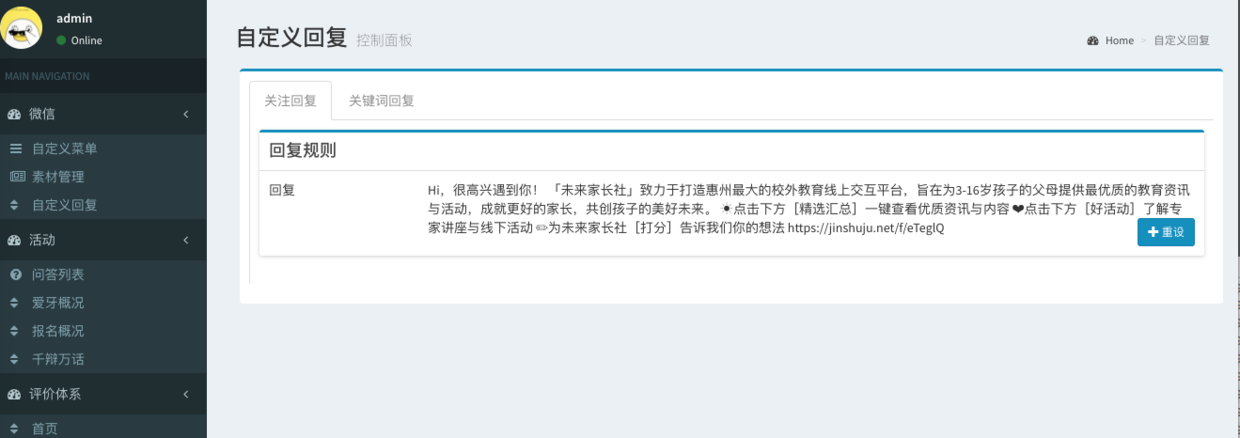 admin
Online
MAIN NAVIGATION
微信
自定义菜单
素材管理
自定义回复
活动
问答列表
爱牙概况
报名概况
千辩万话
评价体系
首页
自定义回复 控制面板
Home > 自定义回复
关注回复 关键词回复
回复规则
回复
Hi，很高兴遇到你！ 「未来家长社」致力于打造惠州最大的校外教育线上交互平台，旨在为3-16岁孩子的父母提供最优质的教育资讯
与活动，成就更好的家长，共创孩子的美好未来。 ☀点击下方［精选汇总］一键查看优质资讯与内容 ❤点击下方［好活动］了解专
家讲座与线下活动 ✏为未来家长社［打分］告诉我们你的想法 https://jinshuju.net/f/eTeglQ
重设